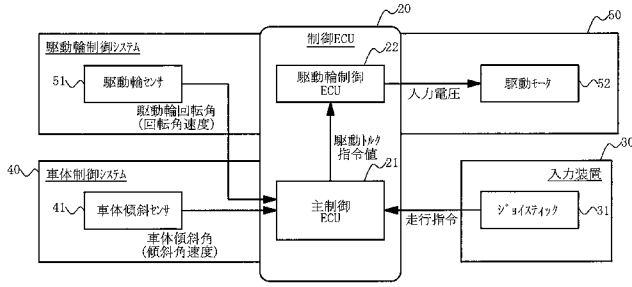 20
50
制御ECU
駆動輪制御システム
51
駆動輪センサ
22
駆動輪制御
ECU
入力電圧
駆動モータ
52
駆動輪回転角
(回転角速度)
駆動トルク
指令値
30
40
車体制御システム
21
入力装置
41
車体傾斜センサ
主制御
ECU
走行指令
ジョイスティック
31
車体傾斜角
(傾斜角速度)